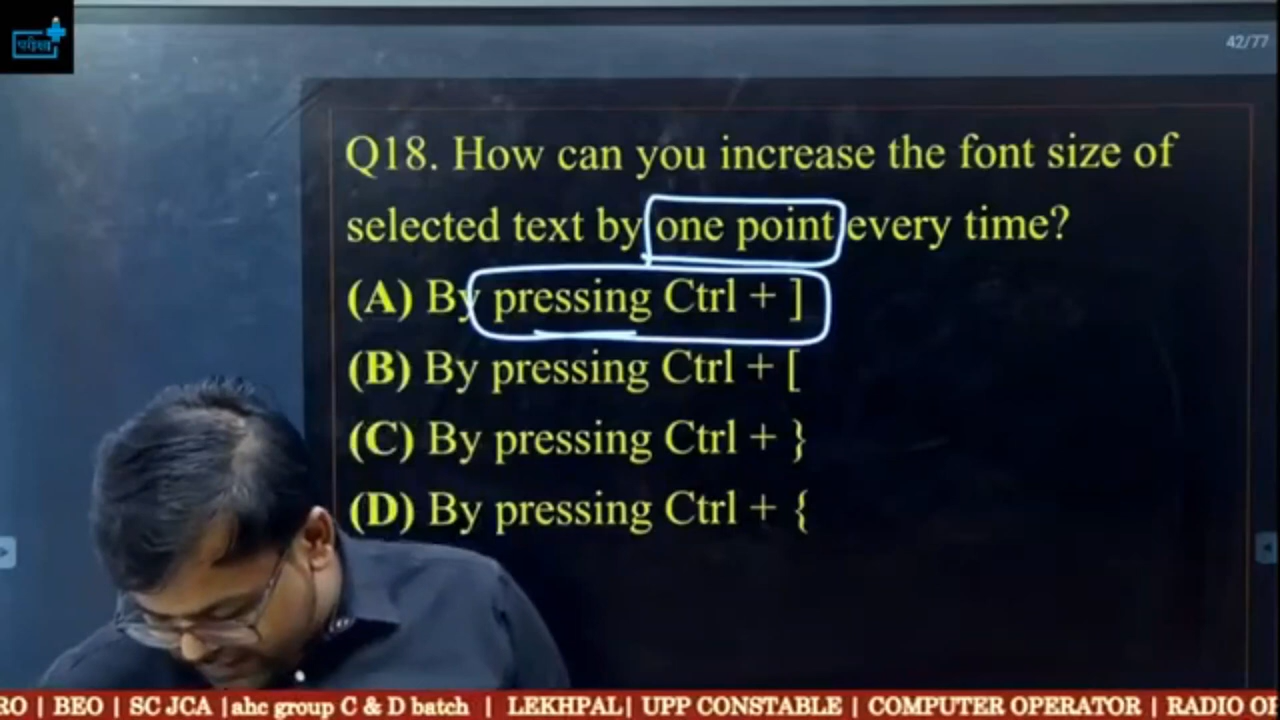 परीक्षा
42/77
Q18. How can you increase the font size of
selected text by one point every time?
(A) By pressing Ctrl + ]
(B) By pressing Ctrl + [
(C) By pressing Ctrl + }
(D) By pressing Ctrl + {
RO | BEO | SC JCA |ahc group C & D batch | LEKHPAL| UPP CONSTABLE | COMPUTER OPERATOR | RADIO OP